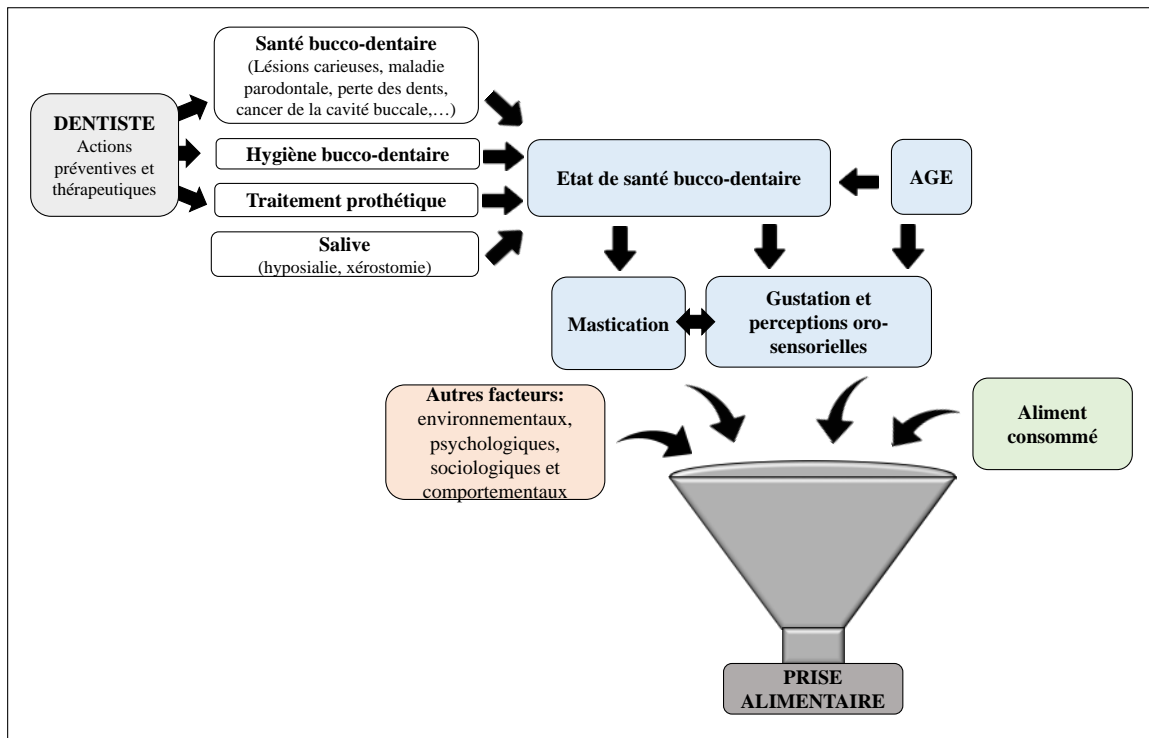 Santé bucco-dentaire
(Lésions carieuses, maladie
parodontale, perte des dents,
cancer de la cavité buccale,…)
DENTISTE
Actions
préventives et
thérapeutiques
Hygiène bucco-dentaire
Traitement prothétique
Salive
(hyposialie, xérostomie)
Etat de santé bucco-dentaire
AGE
Mastication
Gustation et
perceptions oro-
sensorielles
Autres facteurs:
environnementaux,
psychologiques,
sociologiques et
comportementaux
Aliment
consommé
PRISE
ALIMENTAIRE